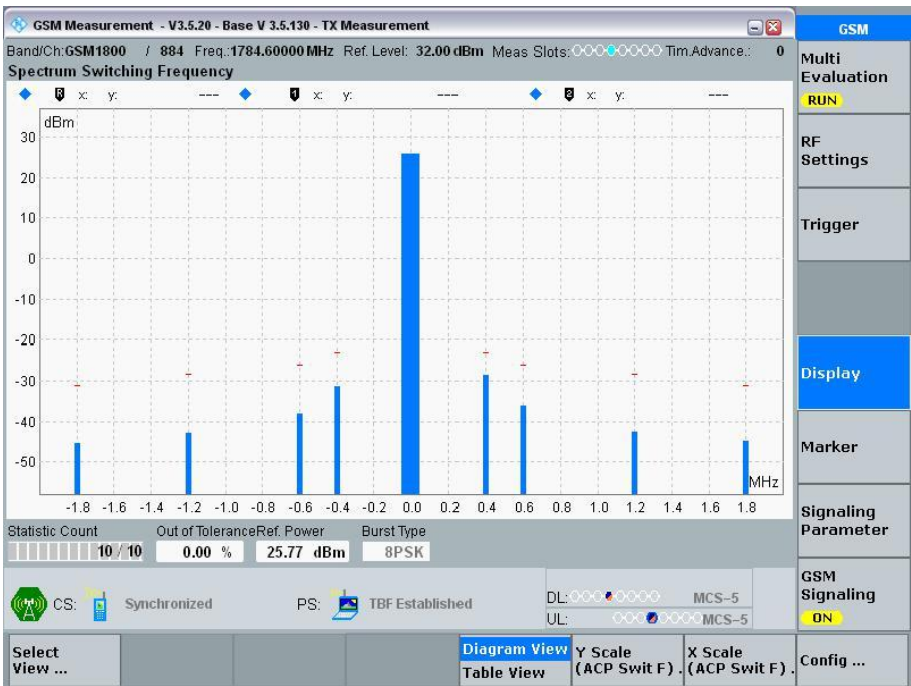 GSM Measurement - V3.5.20 - Base V 3.5.130 - TX Measurement
GSM
Band/Ch:GSM1800 / 884 Freq.:1784.60000 MHz Ref. Level: 32.00 dBm Meas Slots: Tim.Advance.: 0
Spectrum Switching Frequency
R x: y: --- 1 x: y: --- 2 x: y: ---
dBm
30
20
10
0
-10
-20
-30
-40
-50
MHz
-1.8 -1.6 -1.4 -1.2 -1.0 -0.8 -0.6 -0.4 -0.2 0.0 0.2 0.4 0.6 0.8 1.0 1.2 1.4 1.6 1.8
Statistic Count Out of Tolerance Ref. Power Burst Type
10 / 10 0.00 % 25.77 dBm 8PSK
CS: Synchronized PS: TBF Established
DL: MCS-5
UL: MCS-5
Multi
Evaluation
RUN
RF
Settings
Trigger
Display
Marker
Signaling
Parameter
GSM
Signaling
ON
Select
View ...
Diagram View
Table View
Y Scale
(ACP Swit F) .
X Scale
(ACP Swit F) .
Config ...